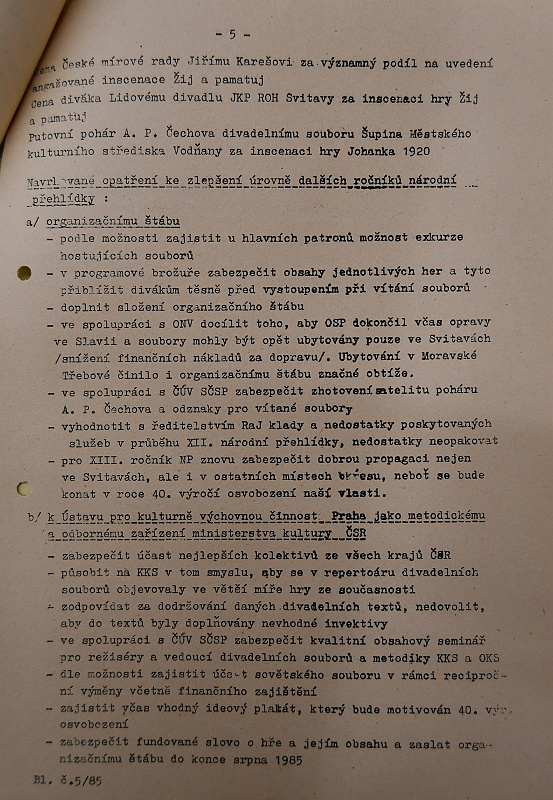 - 5 -
Cena České mírové rady Jiřímu Karešovi za významný podíl na uvedení
angažované inscenace Žij a pamatuj
Cena diváka Lidovému divadlu JKP ROH Svitavy za inscenaci hry Žij
a pamatuj
Putovní pohár A. P. Čechova divadelnímu souboru Šupina Městského
kulturního střediska Vodňany za inscenaci hry Johanka 1920
Navrhované opatření ke zlepšení úrovně dalších ročníků národní
přehlídky :
a/ organizačnímu štábu
- podle možnosti zajistit u hlavních patronů možnost exkurze
hostujících souborů
- v programové brožuře zabezpečit obsahy jednotlivých her a tyto
přiblížit divákům těsně před vystoupením při vítání souborů
- doplnit složení organizačního štábu
- ve spolupráci s ONV docílit toho, aby OSP dokončil včas opravy
ve Slavii a soubory mohly být opět ubytovány pouze ve Svitavách
/snížení finančních nákladů za dopravu/. Ubytování v Moravské
Třebové činilo i organizačnímu štábu značné obtíže.
- ve spolupráci s ČÚV SČSP zabezpečit zhotovení satelitu poháru
A. P. Čechova a odznaky pro vítané soubory
- vyhodnotit s ředitelstvím RaJ klady a nedostatky poskytovaných
služeb v průběhu XII. národní přehlídky, nedostatky neopakovat
- pro XIII. ročník NP znovu zabezpečit dobrou propagaci nejen
ve Svitavách, ale i v ostatních místech okresu, neboť se bude
konat v roce 40. výročí osvobození naší vlasti.
b/ k Ústavu pro kulturně výchovnou činnost Praha jako metodickému
a odbornému zařízení ministerstva kultury ČSR
- zabezpečit účast nejlepších kolektivů ze všech krajů ČSR
- působit na KKS v tom smyslu, aby se v repertoáru divadelních
souborů objevovaly ve větší míře hry ze současnosti
- zodpovídat za dodržování daných divadelních textů, nedovolit,
aby do textu byly doplňovány nevhodné invektivy
- ve spolupráci s ČÚV SČSP zabezpečit kvalitní obsahový seminář
pro režiséry a vedoucí divadelních souborů a metodiky KKS a OKS
- dle možnosti zajistit účast sovětského souboru v rámci reciproč-
ní výměny včetně finančního zajištění
- zajistit včas vhodný ideový plakát, který bude motivován 40. výr.
osvobození
- zabezpečit fundované slovo o hře a jejím obsahu a zaslat orga-
nizačnímu štábu do konce srpna 1985
Bl. č.5/85